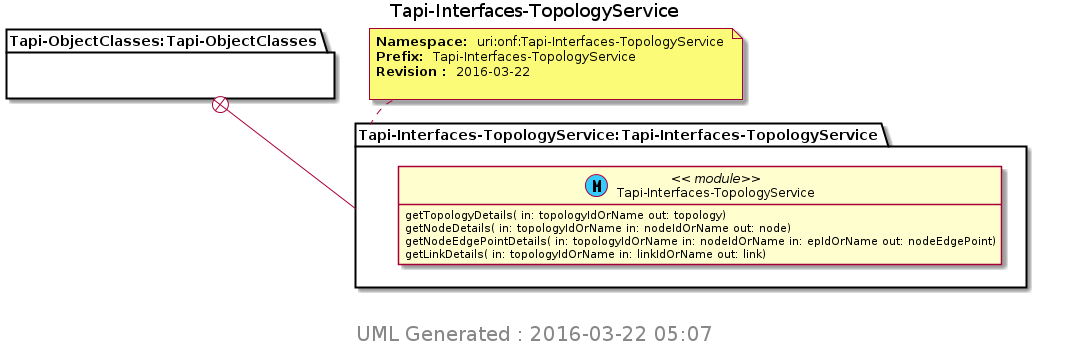 Tapi-Interfaces-TopologyService
Tapi-ObjectClasses:Tapi-ObjectClasses
Namespace: uri:onf:Tapi-Interfaces-TopologyService
Prefix: Tapi-Interfaces-TopologyService
Revision : 2016-03-22
Tapi-Interfaces-TopologyService:Tapi-Interfaces-TopologyService
M
<< module>>
Tapi-Interfaces-TopologyService
getTopologyDetails( in: topologyIdOrName out: topology)
getNodeDetails( in: topologyIdOrName in: nodeIdOrName out: node)
getNodeEdgePointDetails( in: topologyIdOrName in: nodeIdOrName in: epIdOrName out: nodeEdgePoint)
getLinkDetails( in: topologyIdOrName in: linkIdOrName out: link)
UML Generated : 2016-03-22 05:07